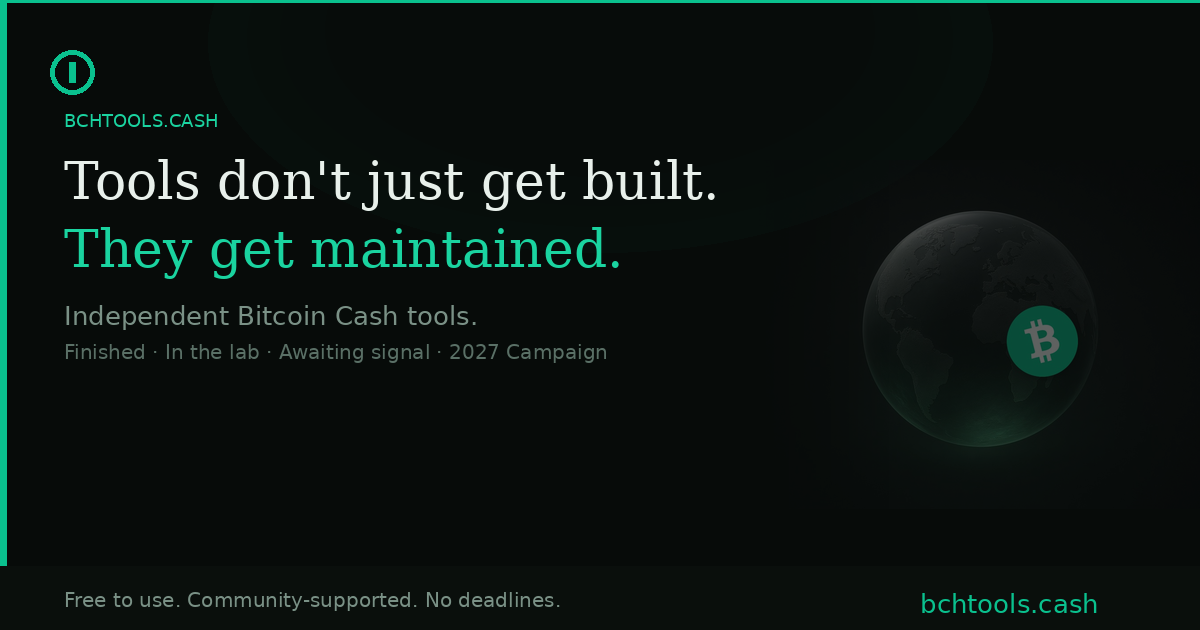 BCHTOOLS.CASH
Tools don't just get built.
They get maintained.
Independent Bitcoin Cash tools.
Finished · In the lab · Awaiting signal · 2027 Campaign
Free to use. Community-supported. No deadlines.
bchtools.cash